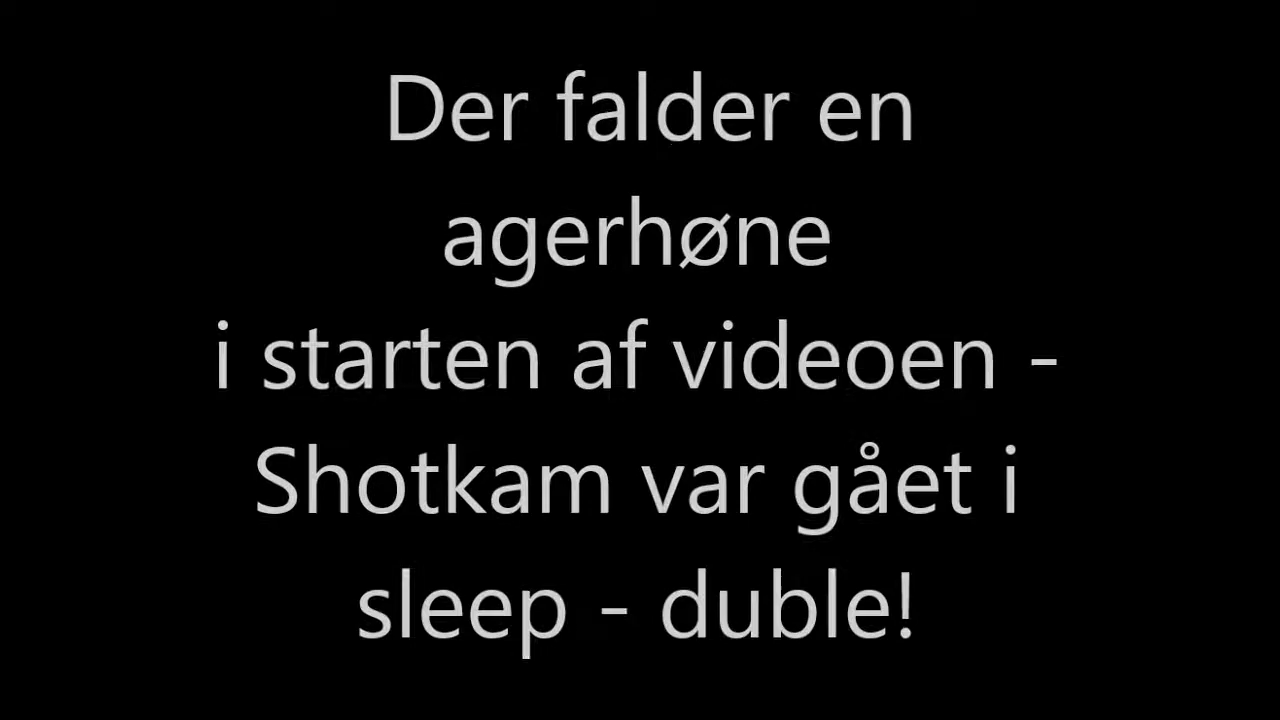 Der falder en
agerhøne
i starten af videoen -
Shotkam var gået i
sleep - duble!